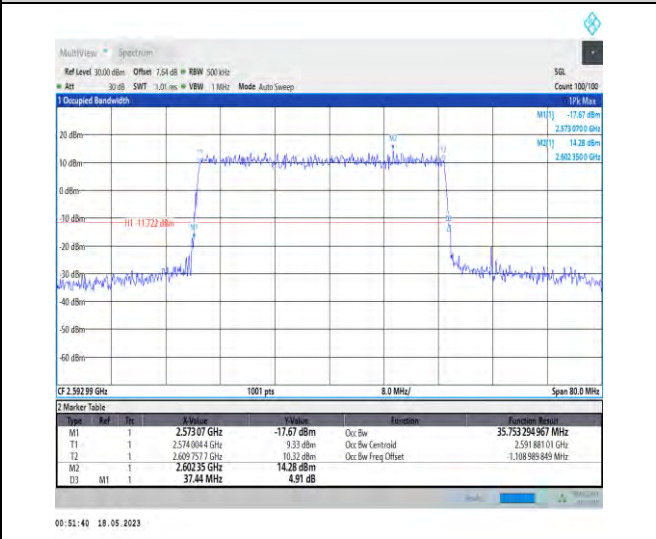 MultiView Spectrum
Ref Level 30.00 dBm Offset 7.64 dB RBW 500 kHz SGL
Att 30 dB SWT 1.01 ms VBW 1 MHz Mode Auto Sweep Count 100/100
1 Occupied Bandwidth 1Pk Max
M1[1] -17.67 dBm
2.573 070 0 GHz
20 dBm
M2[1] 14.28 dBm
2.602 350 0 GHz
M2
T1
T2
10 dBm
0 dBm
-10 dBm
H1 -11.722 dBm
D3
M1
-20 dBm
-30 dBm
-40 dBm
-50 dBm
-60 dBm
CF 2.592 99 GHz 1001 pts 8.0 MHz/ Span 80.0 MHz
2 Marker Table
Type Ref Trc X-Value Y-Value Function Function Result
M1 1 2.573 07 GHz -17.67 dBm Occ Bw 35.753 294 967 MHz
T1 1 2.574 004 4 GHz 9.33 dBm Occ Bw Centroid 2.591 881 01 GHz
T2 1 2.609 757 7 GHz 10.32 dBm Occ Bw Freq Offset -1.108 989 849 MHz
M2 1 2.602 35 GHz 14.28 dBm
D3 M1 1 37.44 MHz 4.91 dB
00:51:40 18.05.2023